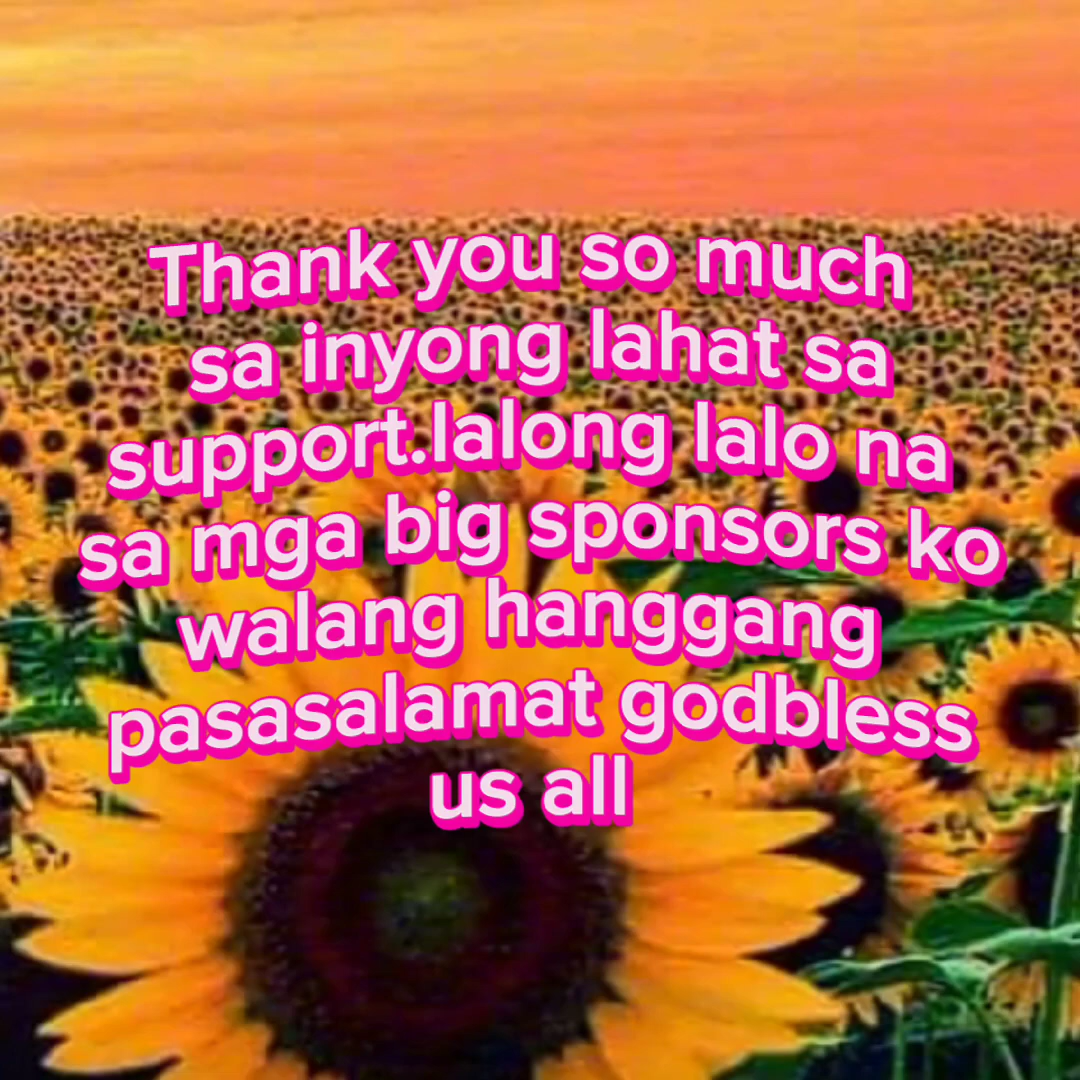 Thank you so much
sa inyong lahat sa
support.lalong lalo na
sa mga big sponsors ko
walang hanggang
pasasalamat godbless
us all